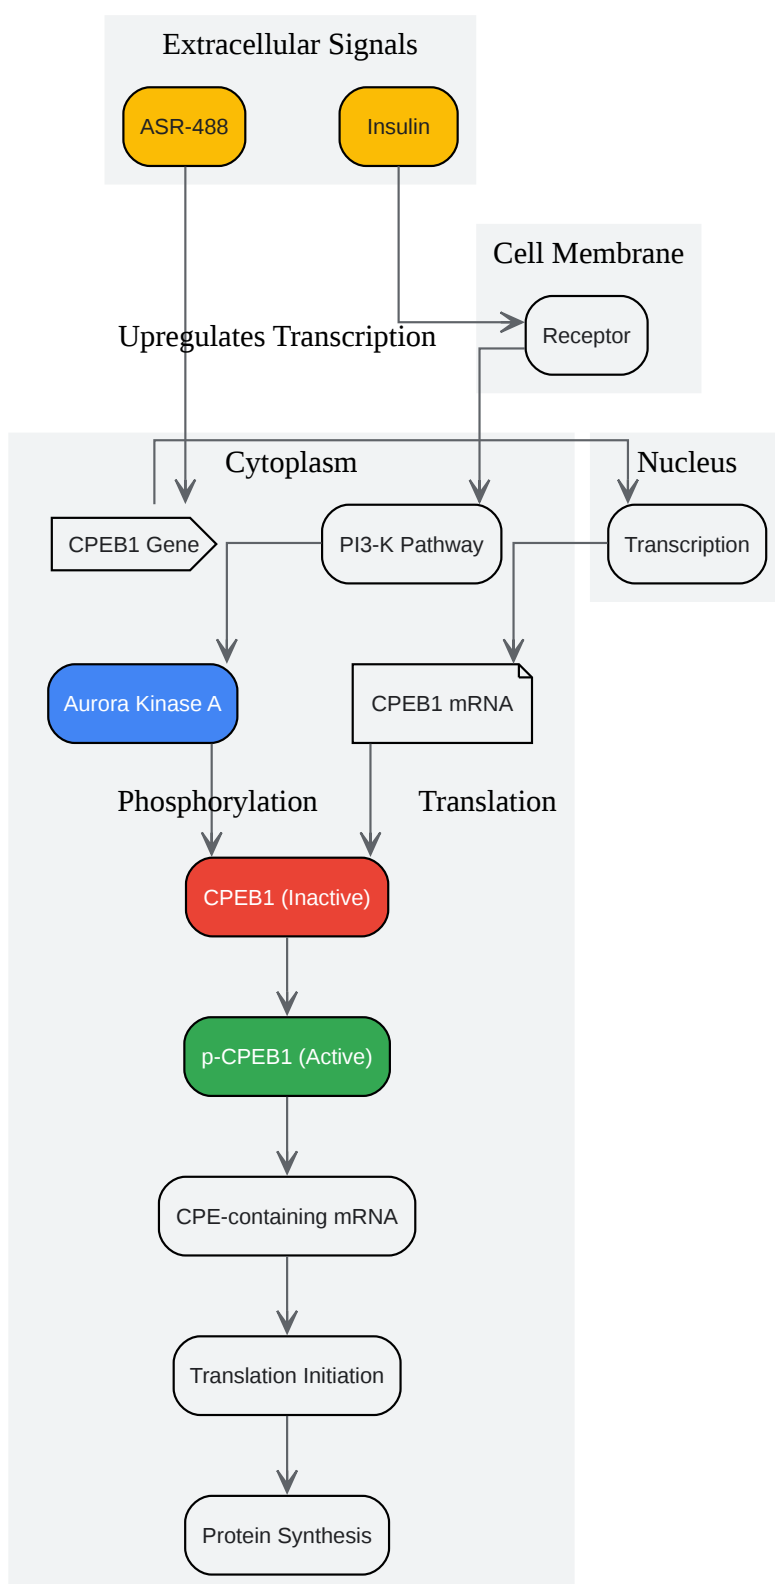 Extracellular Signals
ASR-488
Insulin
Cell Membrane
Upregulates Transcription
Receptor
Cytoplasm
Nucleus
CPEB1 Gene
PI3-K Pathway
Transcription
Aurora Kinase A
CPEB1 mRNA
Phosphorylation
Translation
CPEB1 (Inactive)
p-CPEB1 (Active)
CPE-containing mRNA
Translation Initiation
Protein Synthesis